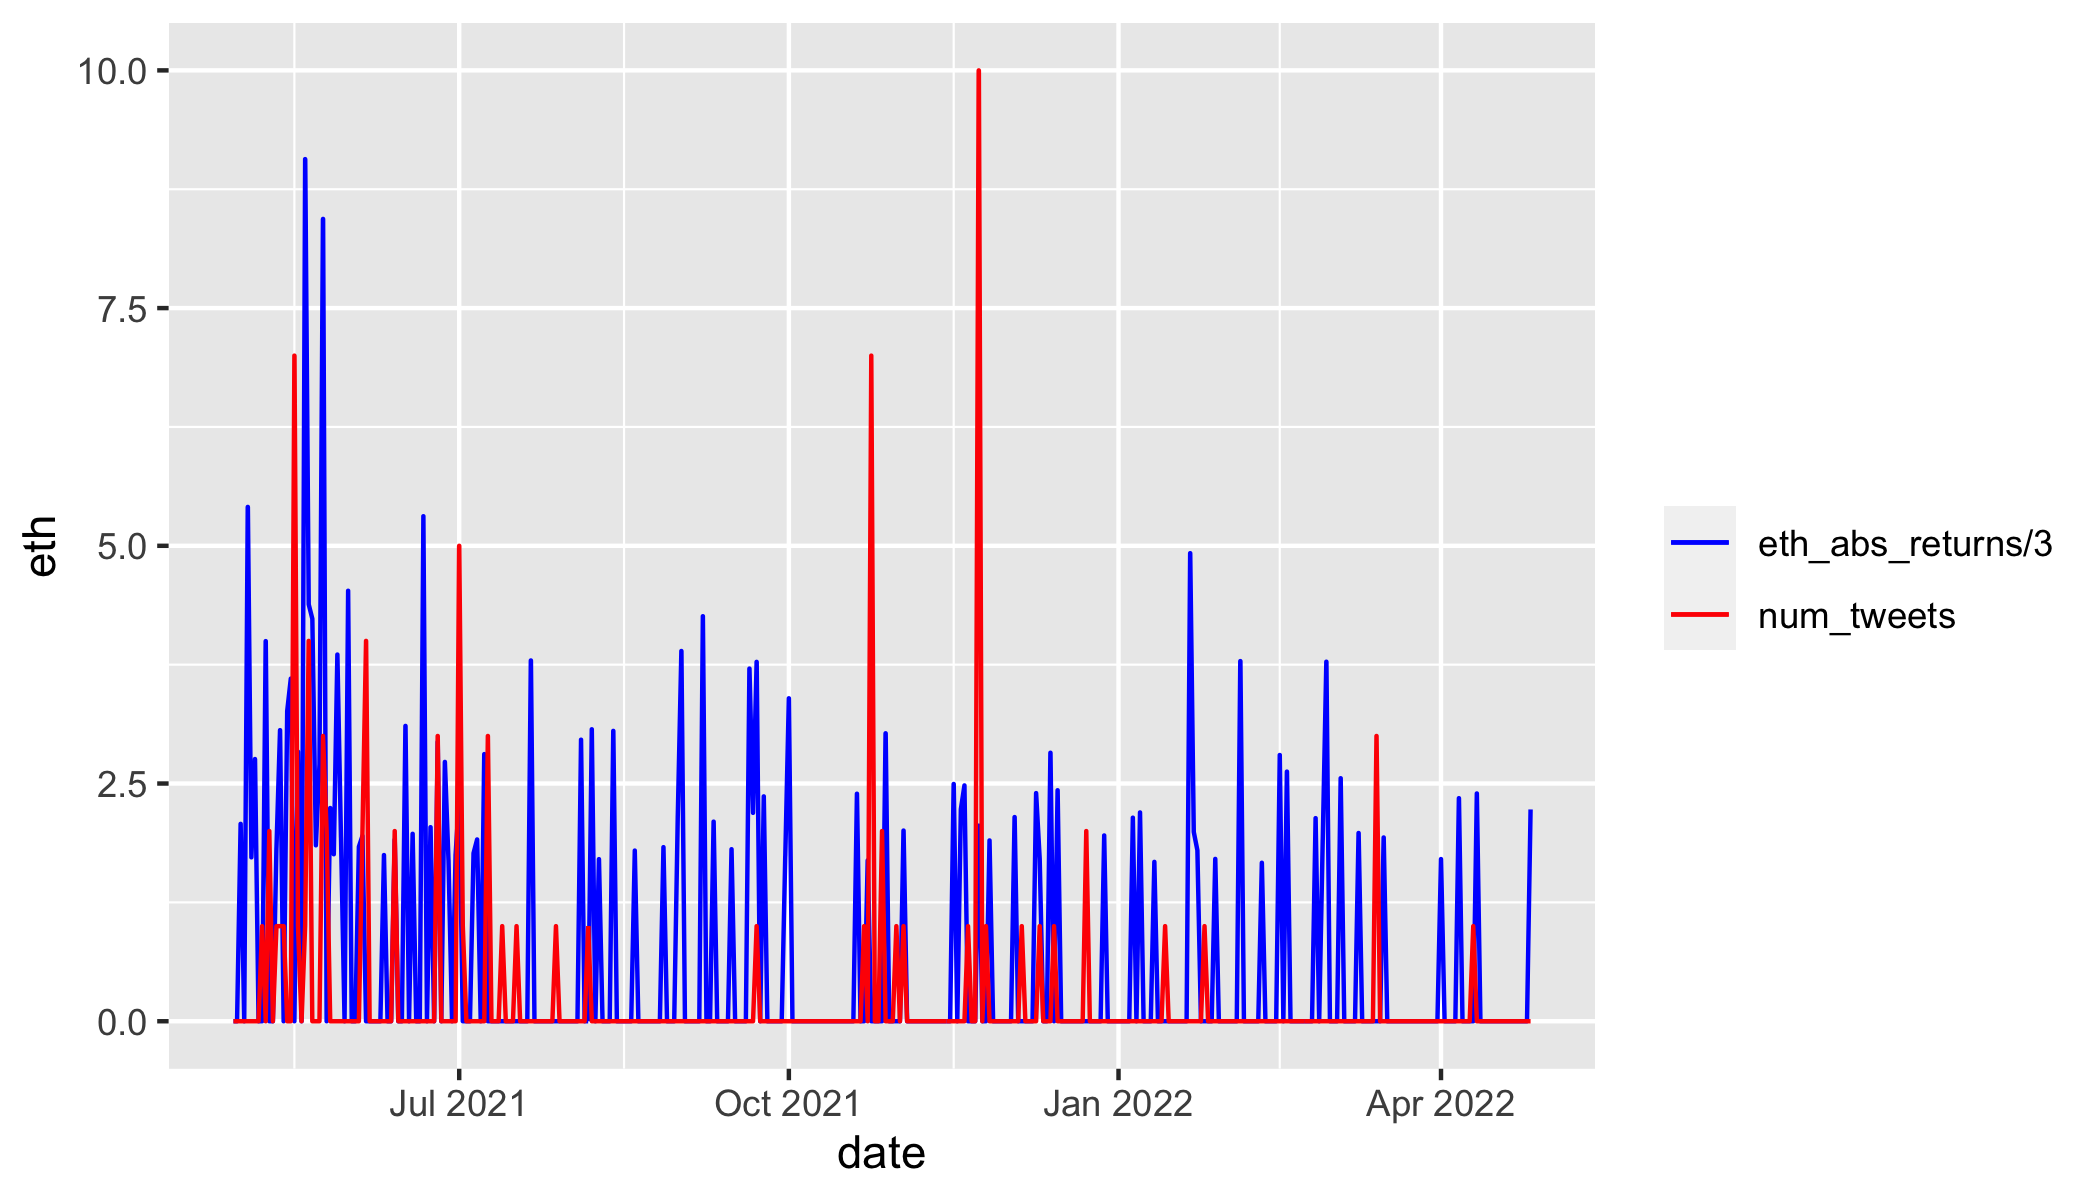 eth
10.0
7.5
5.0
2.5
0.0
Jul 2021
Oct 2021
Jan 2022
Apr 2022
date
eth_abs_returns/3
num_tweets